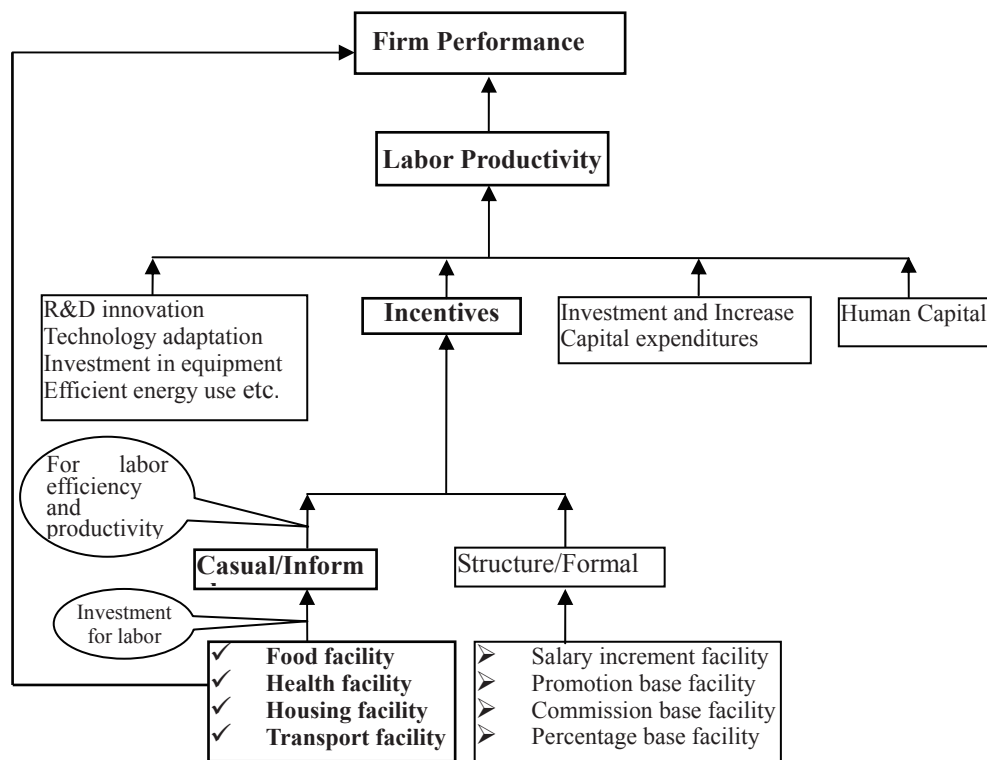 Firm Performance
Labor Productivity
R&D innovation
Technology adaptation
Investment in equipment
Efficient energy use etc.
Incentives
Investment and Increase
Capital expenditures
Human Capital
For labor
efficiency
and
productivity
Casual/Inform
Structure/Formal
Investment
for labor
✓ Food facility
✓ Health facility
✓ Housing facility
✓ Transport facility
➢ Salary increment facility
➢ Promotion base facility
➢ Commission base facility
➢ Percentage base facility